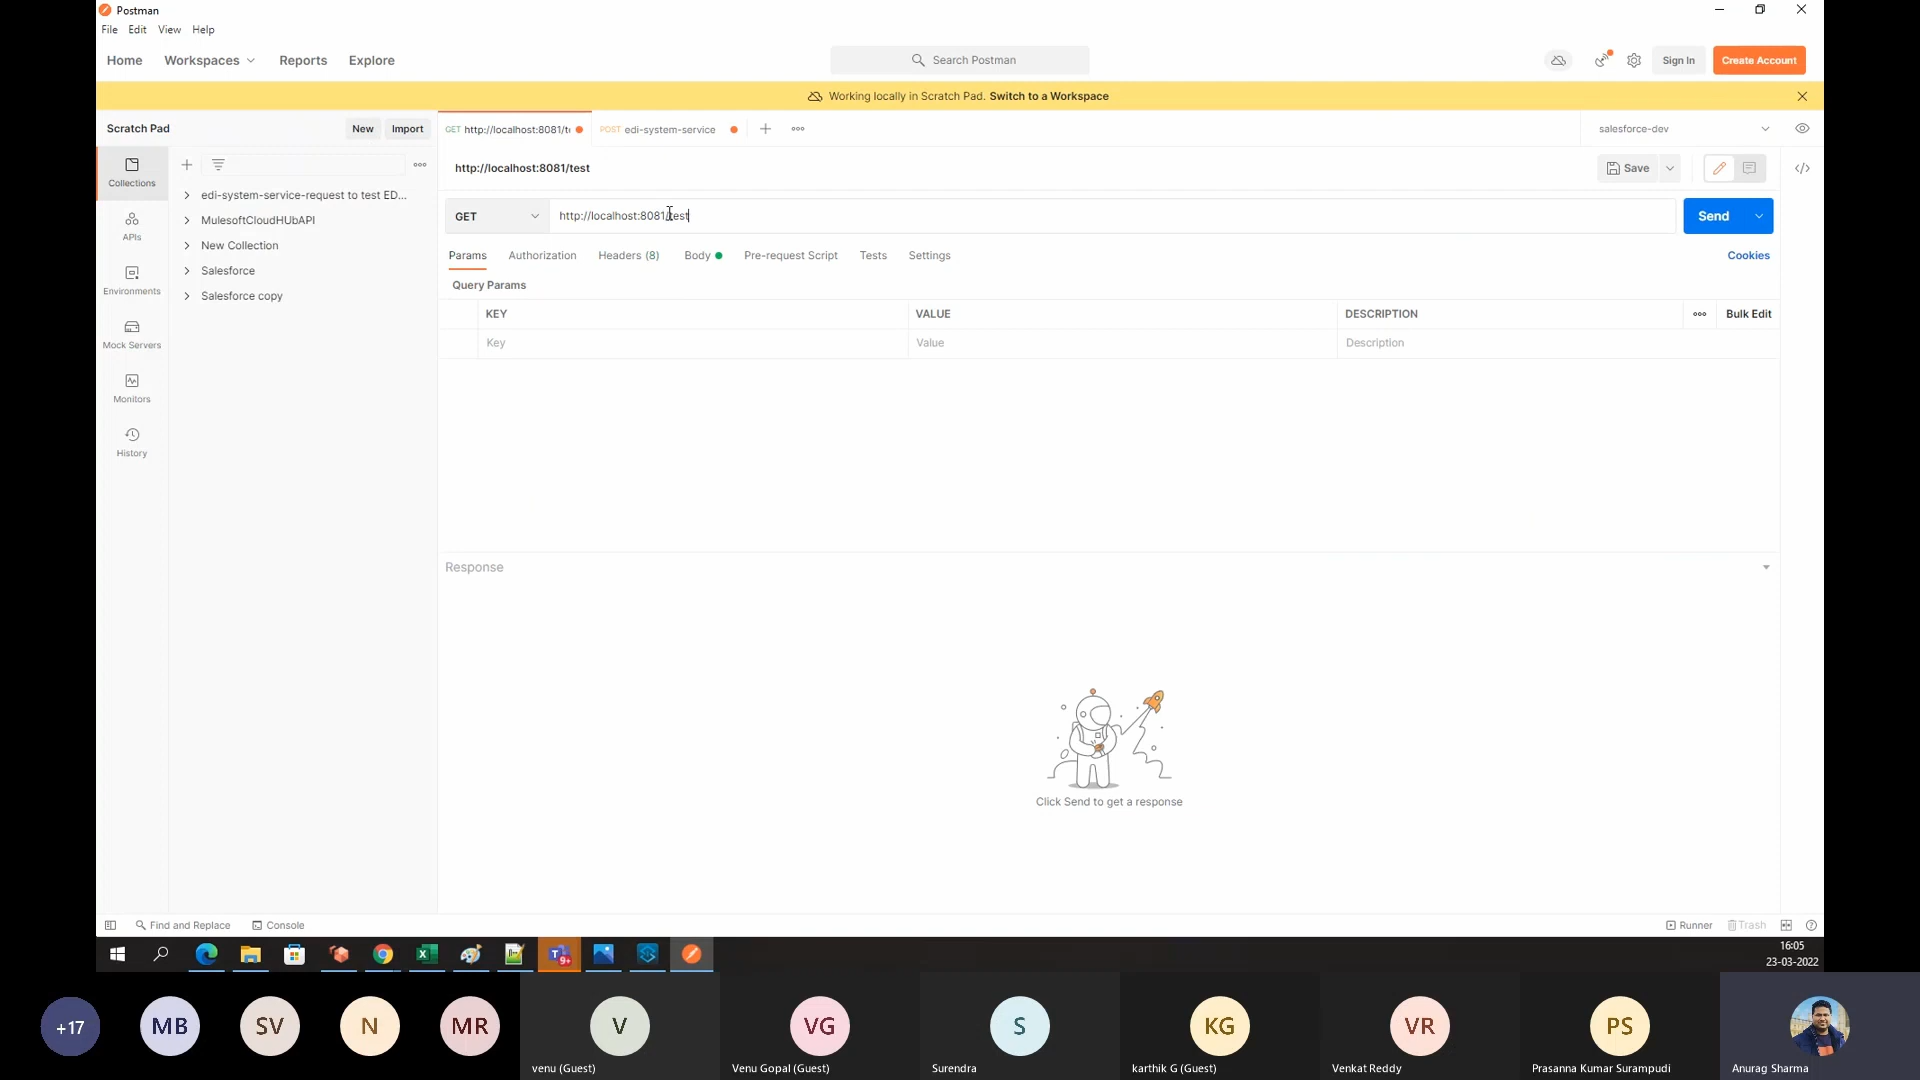 Postman
File Edit View Help
Home Workspaces Reports Explore
Search Postman
Sign In
Create Account
Working locally in Scratch Pad. Switch to a Workspace
Scratch Pad
New
Import
GET http://localhost:8081/te
POST edi-system-service
salesforce-dev
http://localhost:8081/test
Save
Collections
APIs
Environments
Mock Servers
Monitors
History
edi-system-service-request to test ED...
MulesoftCloudHUbAPI
New Collection
Salesforce
Salesforce copy
GET
http://localhost:8081/test
Send
Params Authorization Headers (8) Body Pre-request Script Tests Settings
Cookies
Query Params
KEY VALUE DESCRIPTION
Bulk Edit
Key Value Description
Response
Click Send to get a response
Find and Replace
Console
Runner
Trash
9+
16:05
23-03-2022
+17
MB
SV
N
MR
V
VG
S
KG
VR
PS
venu (Guest)
Venu Gopal (Guest)
Surendra
karthik G (Guest)
Venkat Reddy
Prasanna Kumar Surampudi
Anurag Sharma